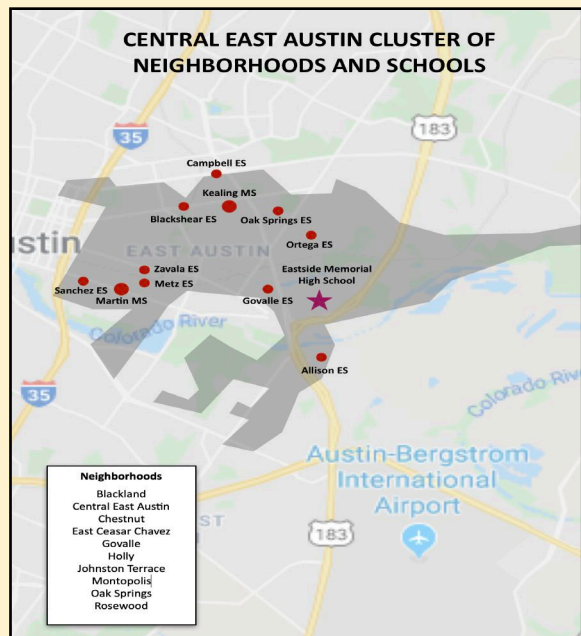 CENTRAL EAST AUSTIN CLUSTER OF
NEIGHBORHOODS AND SCHOOLS
35
183
Campbell ES
Kealing MS
Blackshear ES
Oak Springs ES
Ortega ES
ustin
EAST AUSTIN
Zavala ES
Eastside Memorial
High School
Sanchez ES
Metz ES
Martin MS
Govalle ES
Colorado River
Allison ES
35
Colorado Rive
Austin-Bergstrom
International
Airport
ST
183
Neighborhoods
Blackland
Central East Austin
Chestnut
East Ceasar Chavez
Govalle
Holly
Johnston Terrace
Montopolis
Oak Springs
Rosewood